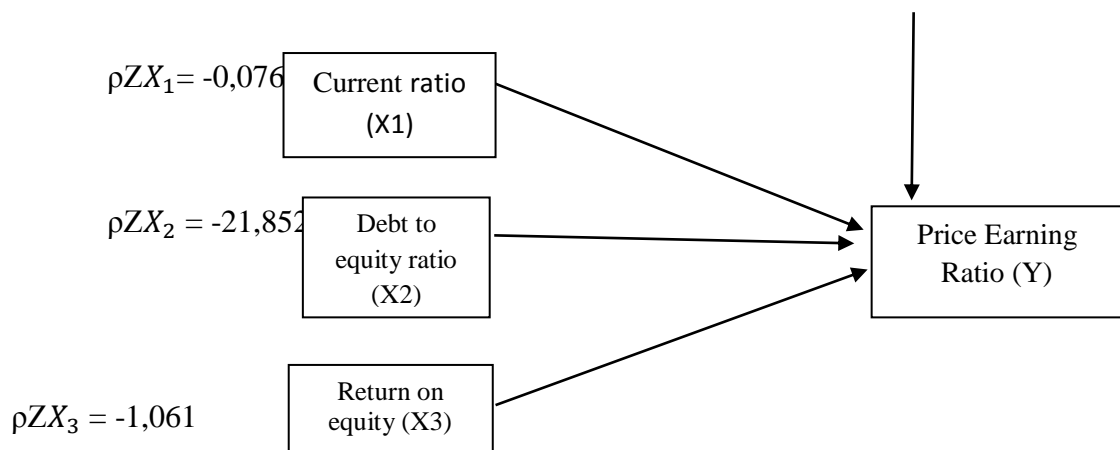 ρZX₁= -0,076
Current ratio
(X1)
ρZX₂ = -21,852
Debt to
equity ratio
(X2)
Price Earning
Ratio (Y)
ρZX₃ = -1,061
Return on
equity (X3)